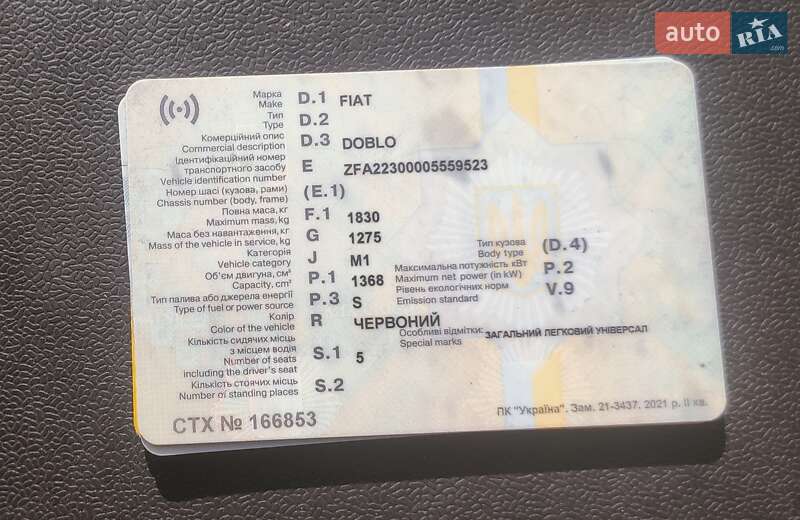 auto RIA .com
Марка
Make D.1 FIAT
Тип
Type D.2
Комерційний опис
Commercial description D.3 DOBLO
Ідентифікаційний номер
транспортного засобу E ZFA22300005559523
Vehicle identification number
Номер шасі (кузова, рами) (E.1)
Chassis number (body, frame)
Повна маса, кг F.1 1830
Maximum mass, kg
Маса без навантаження, кг G 1275
Mass of the vehicle in service, kg
Категорія J M1
Vehicle category
Об'єм двигуна, см³ P.1 1368
Capacity, cm³
Тип палива або джерела енергії P.3 S
Type of fuel or power source
Колір R ЧЕРВОНИЙ
Color of the vehicle
Кількість сидячих місць
з місцем водія S.1 5
Number of seats
including the driver's seat
Кількість стоячих місць S.2
Number of standing places
Тип кузова (D.4)
Body type
Максимальна потужність кВт P.2
Maximum net power (in kW)
Рівень екологічних норм V.9
Emission standard
Особливі відмітки: ЗАГАЛЬНИЙ ЛЕГКОВИЙ УНІВЕРСАЛ
Special marks
СТХ № 166853
ПК "Україна". Зам. 21-3437. 2021 р. II кв.